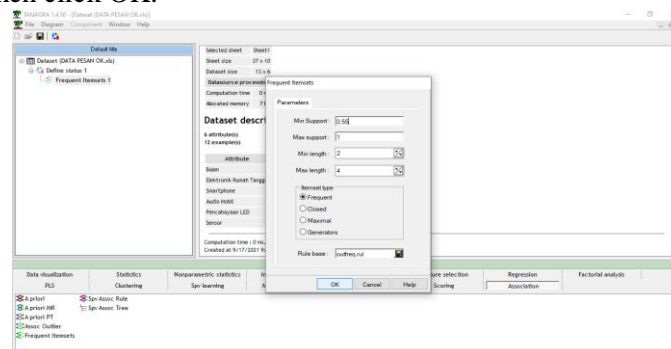 then click OK.
TANAGRA 1.4.50 - [Dataset (DATA PESAN OK.xls)]
File Diagram Component Window Help
Default title
Dataset (DATA PESAN OK.xls)
Define status 1
Frequent Itemsets 1
Selected sheet Sheet1
Sheet size 37 x 10
Dataset size 13 x 6
Datasource processing
Computation time
Allocated memory
Dataset descri
6 attribute(s)
12 example(s)
Attribute
Bulan
Elektronik Rumah Tangga
Smartphone
Audio Mobil
Pencahayaan LED
Sensor
Computation time : 0 ms.
Created at 9/17/2021
Frequent Itemsets
Parameters
Min Support : 0.55
Max support : 1
Min length : 2
Max length : 4
Itemset type
Frequent
Closed
Maximal
Generators
Rule base : outfreq.rul
OK Cancel Help
Data visualization Statistics Nonparametric statistics Regression Factorial analysis
PLS Clustering Spv learning Scoring Association
A priori
A priori MR
A priori PT
Assoc Outlier
Frequent Itemsets
Spv Assoc Rule
Spv Assoc Tree